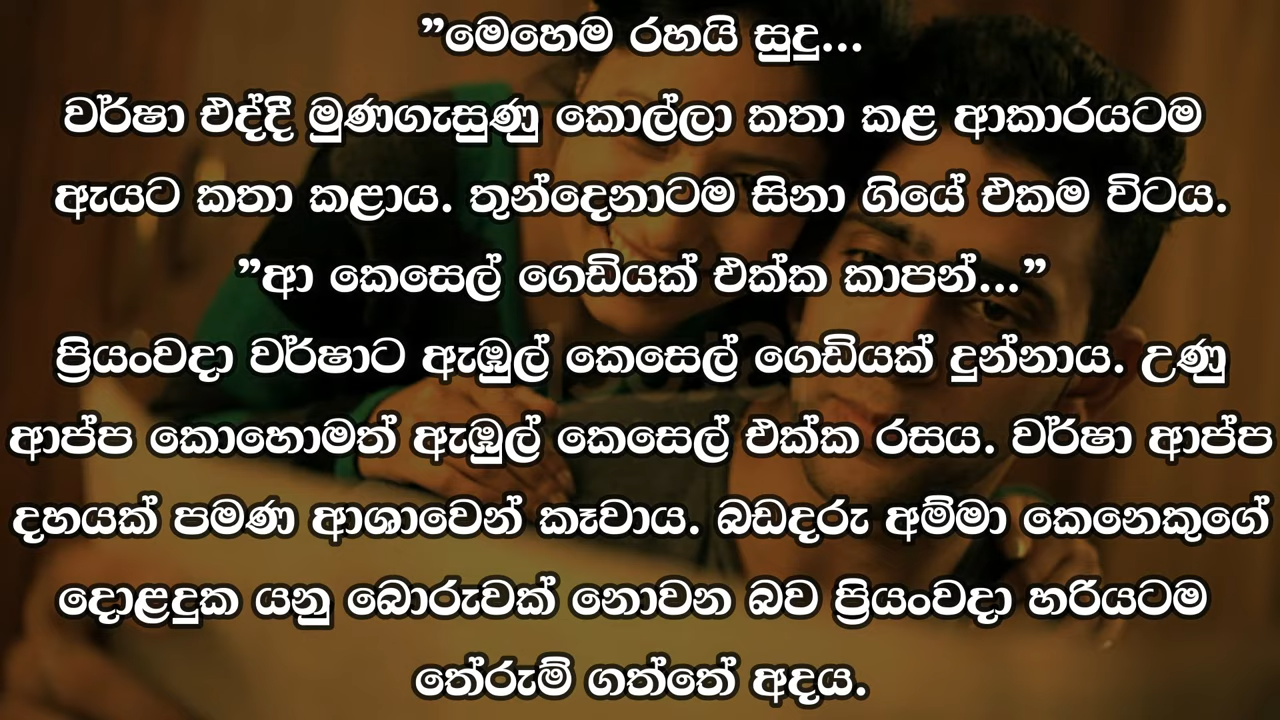 ”මෙහෙම රහයි සුදු...
වර්ෂා එද්දී මුණගැසුණු කොල්ලා කතා කළ ආකාරයටම
ඇයට කතා කළාය. තුන්දෙනාටම සිනා ගියේ එකම විටය.
”ආ කෙසෙල් ගෙඩියක් එක්ක කාපන්...”
ප්‍රියංවදා වර්ෂාට ඇඹුල් කෙසෙල් ගෙඩියක් දුන්නාය. උණු
ආප්ප කොහොමත් ඇඹුල් කෙසෙල් එක්ක රසය. වර්ෂා ආප්ප
දහයක් පමණ ආශාවෙන් කෑවාය. බඩදරු අම්මා කෙනෙකුගේ
දොළදුක යනු බොරුවක් නොවන බව ප්‍රියංවදා හරියටම
තේරුම් ගත්තේ අදය.